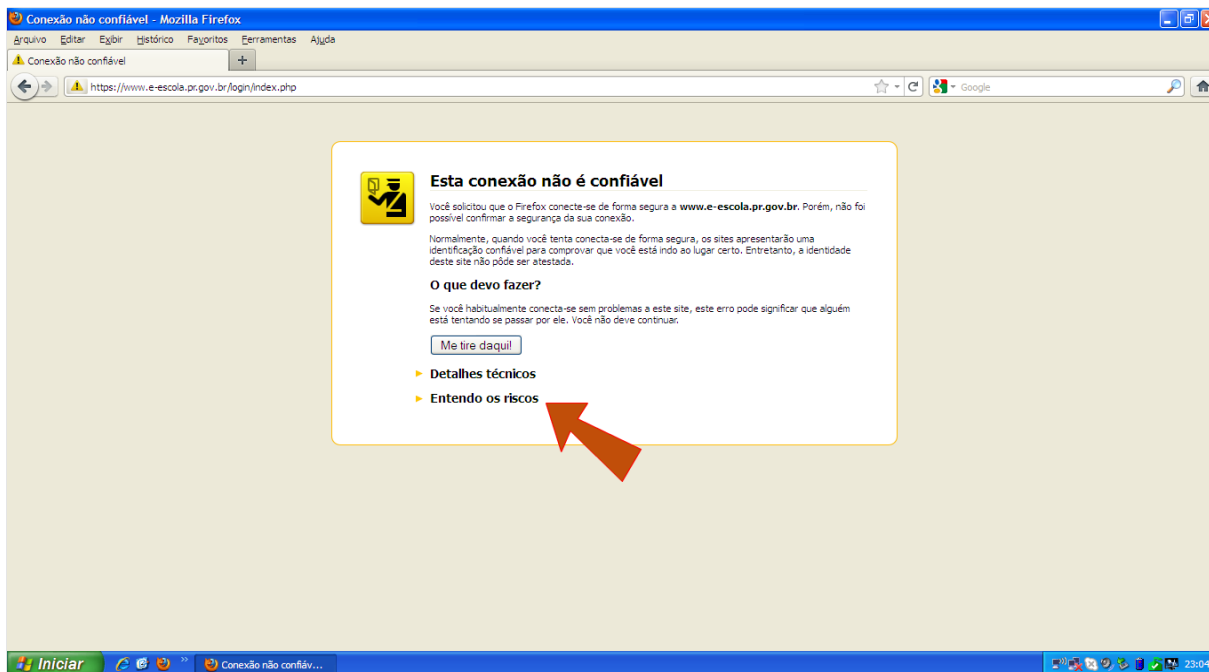 Conexão não confiável - Mozilla Firefox
Arquivo Editar Exibir Histórico Favoritos Ferramentas Ajuda
Conexão não confiável +
https://www.e-escola.pr.gov.br/login/index.php Google
Esta conexão não é confiável
Você solicitou que o Firefox conecte-se de forma segura a www.e-escola.pr.gov.br. Porém, não foi
possível confirmar a segurança da sua conexão.
Normalmente, quando você tenta conecta-se de forma segura, os sites apresentarão uma
identificação confiável para comprovar que você está indo ao lugar certo. Entretanto, a identidade
deste site não pôde ser atestada.
O que devo fazer?
Se você habitualmente conecta-se sem problemas a este site, este erro pode significar que alguém
está tentando se passar por ele. Você não deve continuar.
Me tire daqui!
Detalhes técnicos
Entendo os riscos
Iniciar Conexão não confiáv... 23:04